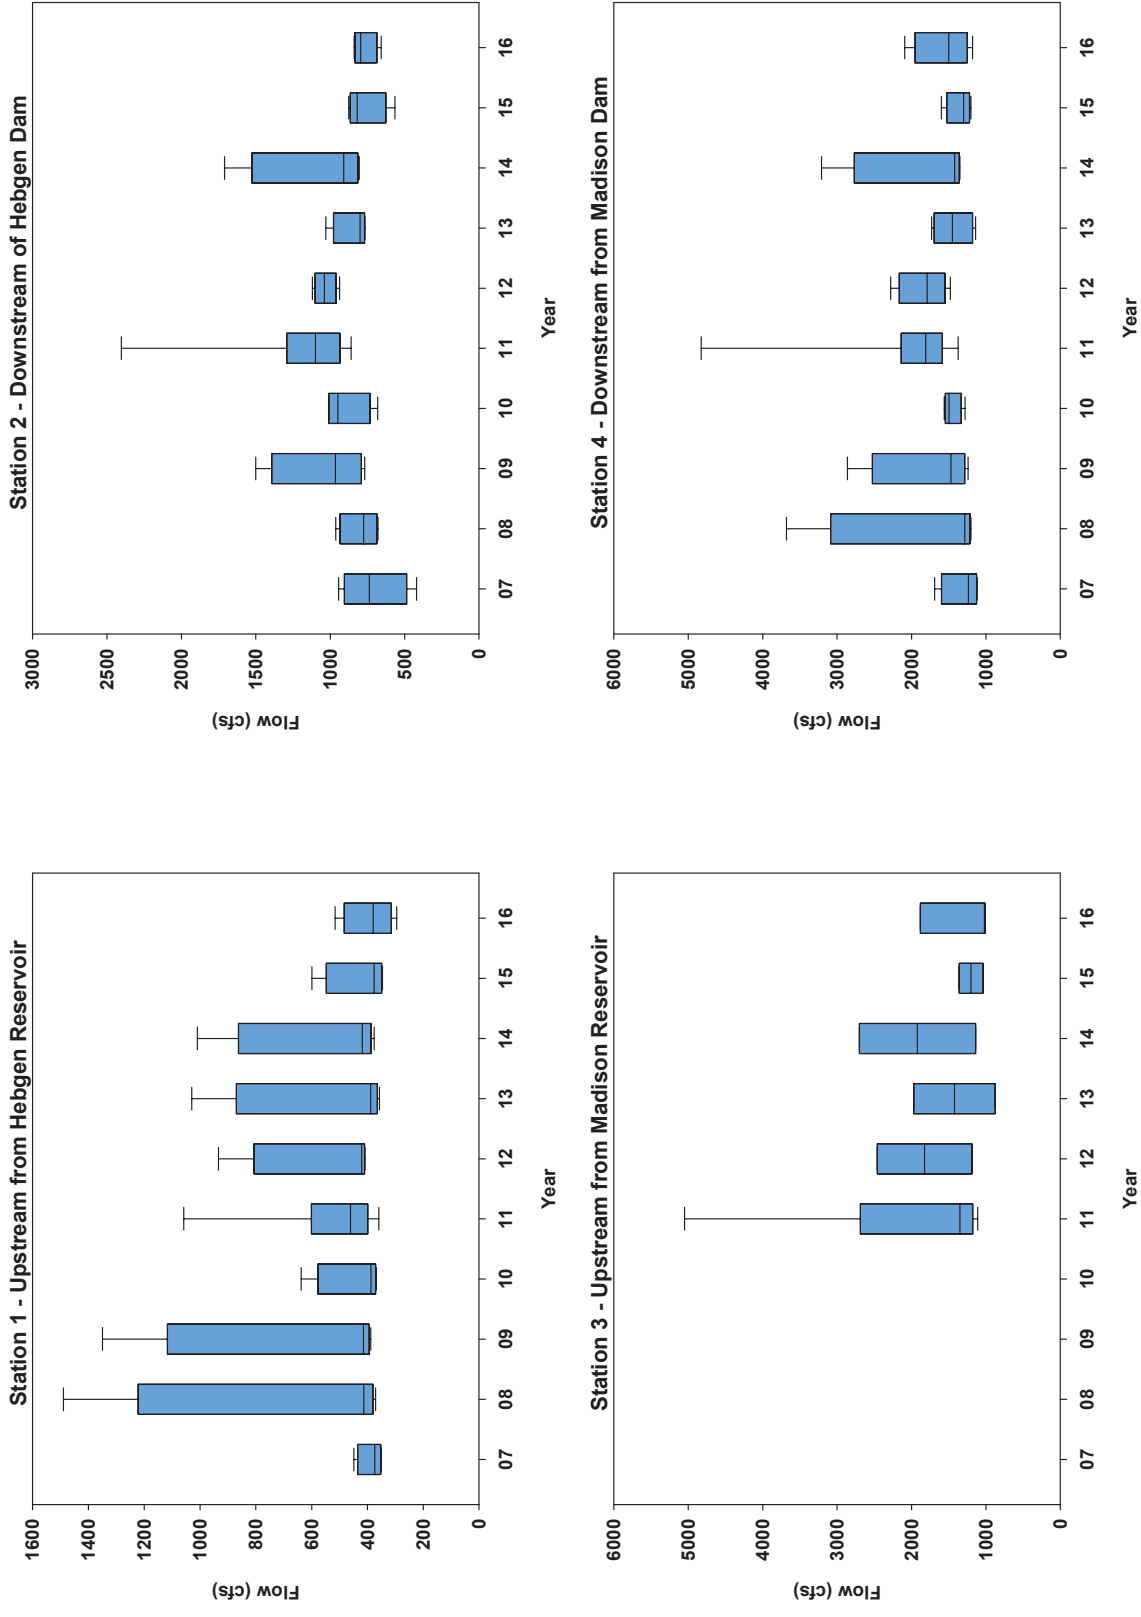 Station 1 - Upstream from Hebgen Reservoir
Flow (cfs)
1600
1400
1200
1000
800
600
400
200
0
07 08 09 10 11 12 13 14 15 16
Year
Station 2 - Downstream of Hebgen Dam
Flow (cfs)
3000
2500
2000
1500
1000
500
0
07 08 09 10 11 12 13 14 15 16
Year
Station 3 - Upstream from Madison Reservoir
Flow (cfs)
6000
5000
4000
3000
2000
1000
0
07 08 09 10 11 12 13 14 15 16
Year
Station 4 - Downstream from Madison Dam
Flow (cfs)
6000
5000
4000
3000
2000
1000
0
07 08 09 10 11 12 13 14 15 16
Year